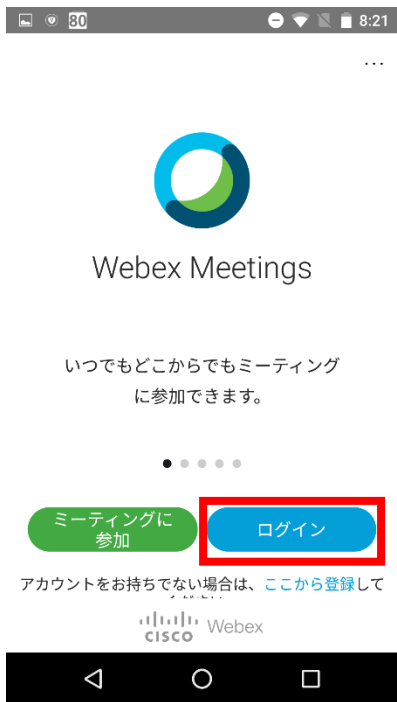 80 8:21
...
Webex Meetings
いつでもどこからでもミーティング
に参加できます。
ミーティングに
参加
ログイン
アカウントをお持ちでない場合は、ここから登録して
cisco Webex